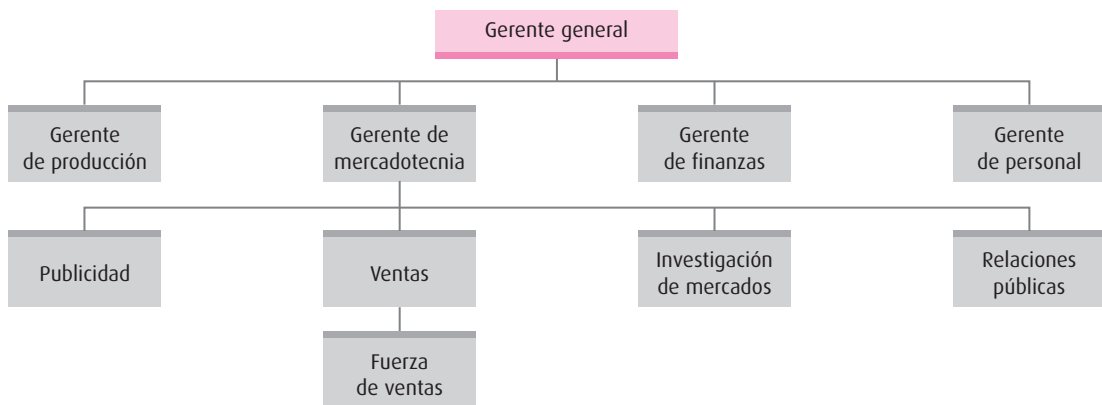 Gerente general
Gerente
de producción
Gerente de
mercadotecnia
Gerente
de finanzas
Gerente
de personal
Publicidad
Ventas
Investigación
de mercados
Relaciones
públicas
Fuerza
de ventas